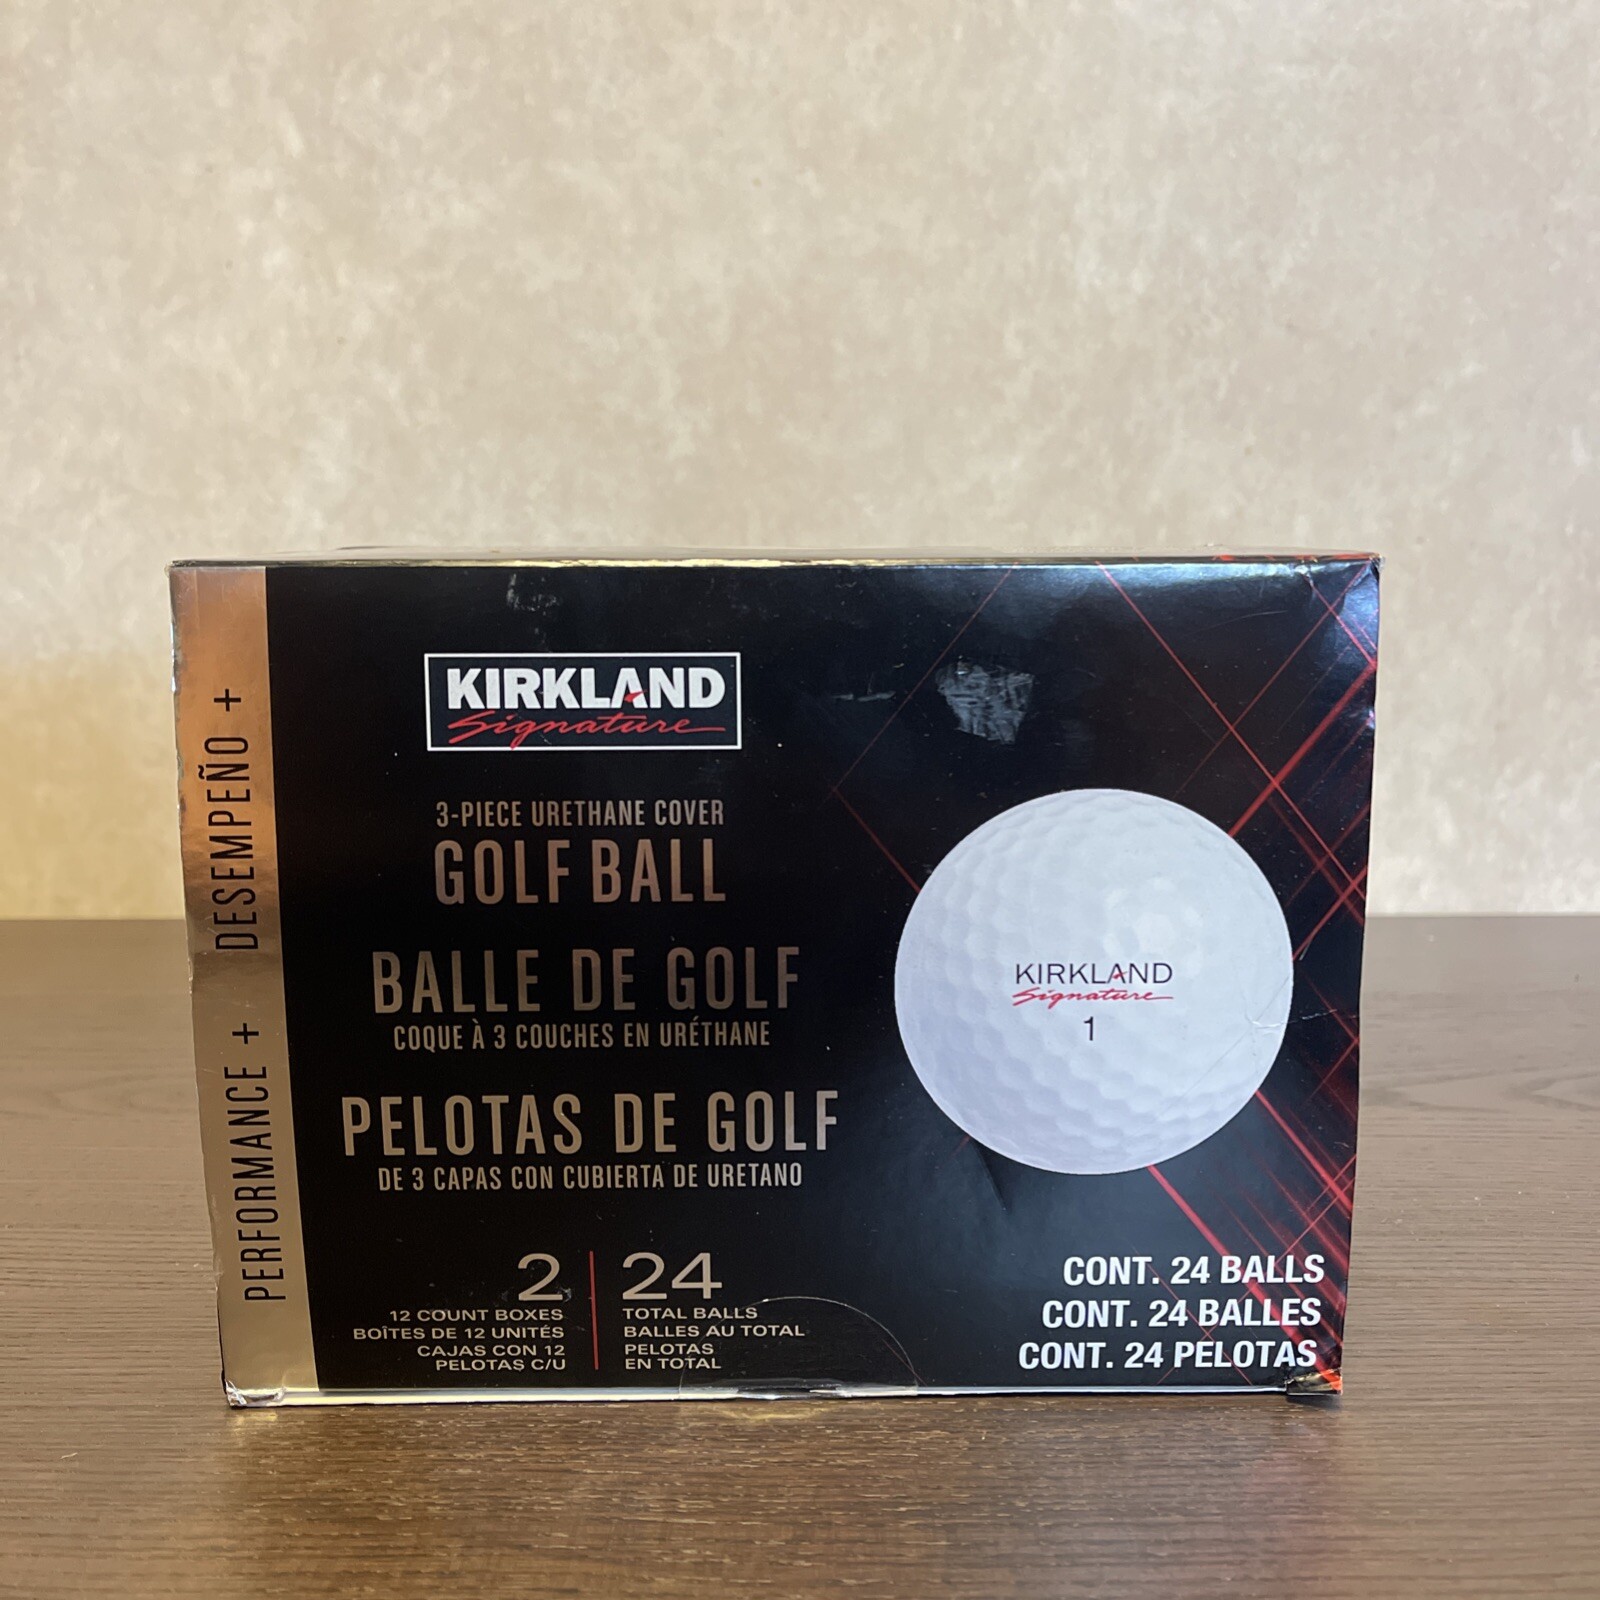 KIRKLAND
Signature
3-PIECE URETHANE COVER
GOLF BALL
BALLE DE GOLF
COQUE À 3 COUCHES EN URÉTHANE
PELOTAS DE GOLF
DE 3 CAPAS CON CUBIERTA DE URETANO
2
12 COUNT BOXES
BOÎTES DE 12 UNITÉS
CAJAS CON 12
PELOTAS C/U
24
TOTAL BALLS
BALLES AU TOTAL
PELOTAS
EN TOTAL
KIRKLAND
Signature
1
CONT. 24 BALLS
CONT. 24 BALLES
CONT. 24 PELOTAS
PERFORMANCE + DESEMPEÑO +